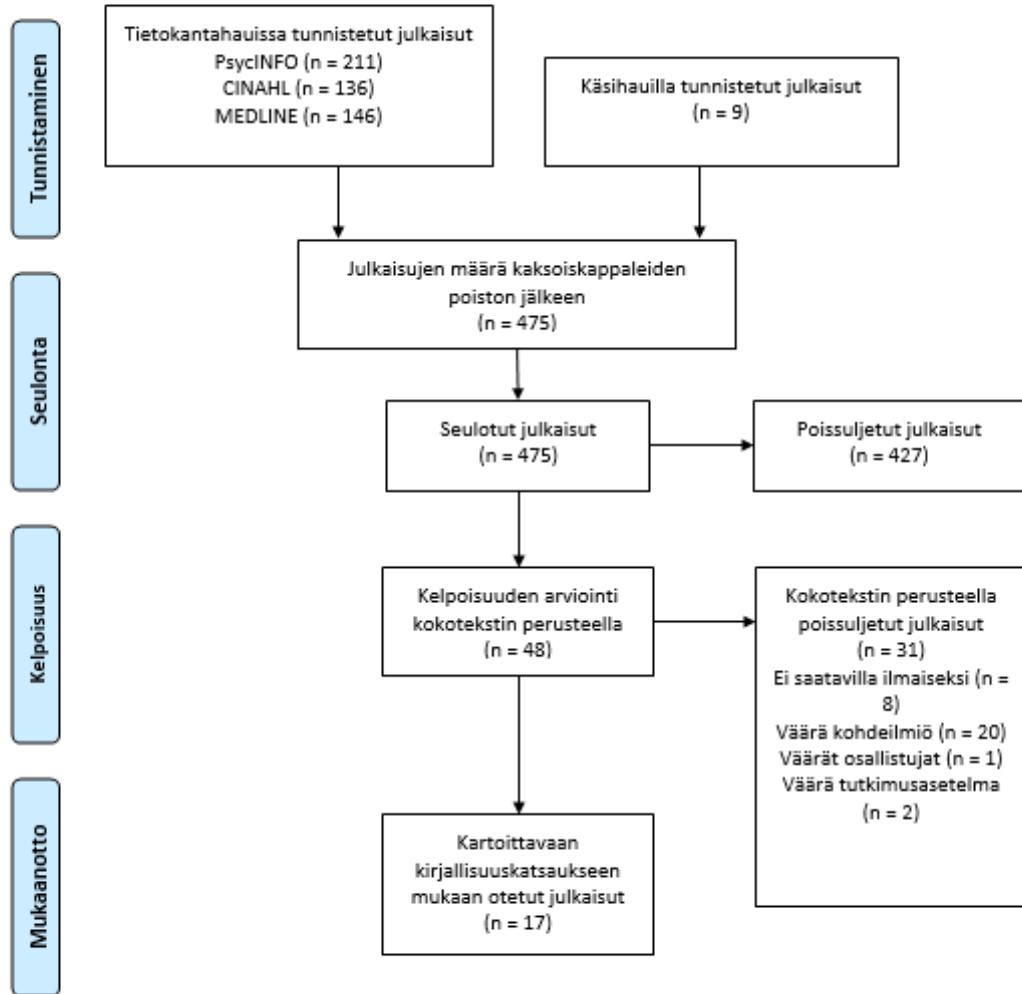 Tunnistaminen
Tietokantahauissa tunnistetut julkaisut
PsycINFO (n = 211)
CINAHL (n = 136)
MEDLINE (n = 146)
Käsihauilla tunnistetut julkaisut
(n = 9)
Seulonta
Julkaisujen määrä kaksoiskappaleiden
poiston jälkeen
(n = 475)
Seulotut julkaisut
(n = 475)
Poissuljetut julkaisut
(n = 427)
Kelpoisuus
Kelpoisuuden arviointi
kokotekstin perusteella
(n = 48)
Kokotekstin perusteella
poissuljetut julkaisut
(n = 31)
Ei saatavilla ilmaiseksi (n =
8)
Väärä kohdeilmiö (n = 20)
Väärät osallistujat (n = 1)
Väärä tutkimusasetelma
(n = 2)
Mukaanotto
Kartoittavaan
kirjallisuuskatsaukseen
mukaan otetut julkaisut
(n = 17)